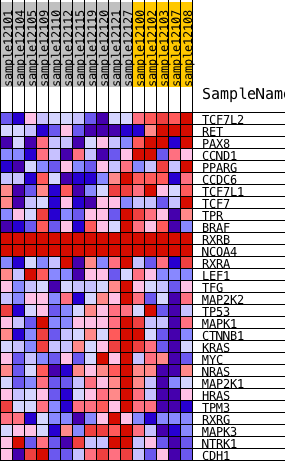 sample12101
sample12104
sample12105
sample12109
sample12110
sample12112
sample12115
sample12119
sample12120
sample12121
sample12122
sample12100
sample12102
sample12103
sample12107
sample12108
SampleName
TCF7L2
RET
PAX8
CCND1
PPARG
CCDC6
TCF7L1
TCF7
TPR
BRAF
RXRB
NCOA4
RXRA
LEF1
TFG
MAP2K2
TP53
MAPK1
CTNNB1
KRAS
MYC
NRAS
MAP2K1
HRAS
TPM3
RXRG
MAPK3
NTRK1
CDH1